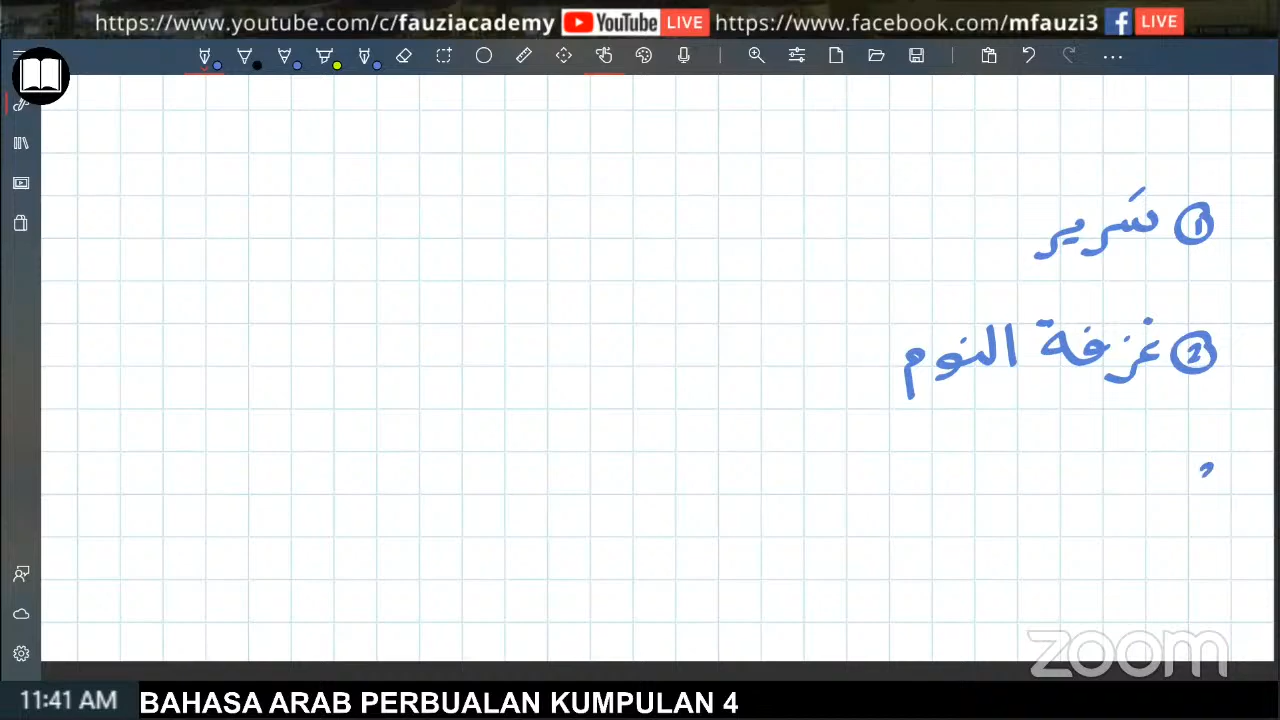 https://www.youtube.com/c/fauziacademy YouTube LIVE https://www.facebook.com/mfauzi3 f LIVE
1 سَرير
2 غرفة النوم
zoom
11:41 AM BAHASA ARAB PERBUALAN KUMPULAN 4